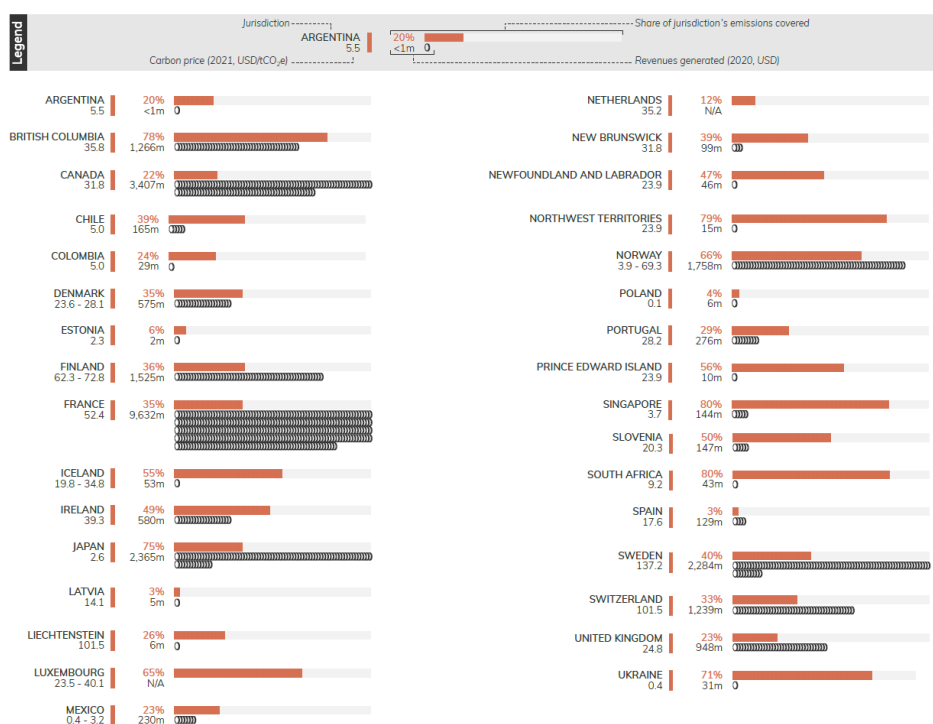 Legend
Jurisdiction
Share of jurisdiction's emissions covered
ARGENTINA 20%
5.5 <1m
Carbon price (2021, USD/tCO₂e)
Revenues generated (2020, USD)
ARGENTINA 20%
5.5 <1m
BRITISH COLUMBIA 78%
35.8 1,266m
CANADA 22%
31.8 3,407m
CHILE 39%
5.0 165m
COLOMBIA 24%
5.0 29m
DENMARK 35%
23.6 - 28.1 575m
ESTONIA 6%
2.3 2m
FINLAND 36%
62.3 - 72.8 1,525m
FRANCE 35%
52.4 9,632m
ICELAND 55%
19.8 - 34.8 53m
IRELAND 49%
39.3 580m
JAPAN 75%
2.6 2,365m
LATVIA 3%
14.1 5m
LIECHTENSTEIN 26%
101.5 6m
LUXEMBOURG 65%
23.5 - 40.1 N/A
MEXICO 23%
0.4 - 3.2 230m
NETHERLANDS 12%
35.2 N/A
NEW BRUNSWICK 39%
31.8 99m
NEWFOUNDLAND AND LABRADOR 47%
23.9 46m
NORTHWEST TERRITORIES 79%
23.9 15m
NORWAY 66%
3.9 - 69.3 1,758m
POLAND 4%
0.1 6m
PORTUGAL 29%
28.2 276m
PRINCE EDWARD ISLAND 56%
23.9 10m
SINGAPORE 80%
3.7 144m
SLOVENIA 50%
20.3 147m
SOUTH AFRICA 80%
9.2 43m
SPAIN 3%
17.6 129m
SWEDEN 40%
137.2 2,284m
SWITZERLAND 33%
101.5 1,239m
UNITED KINGDOM 23%
24.8 948m
UKRAINE 71%
0.4 31m